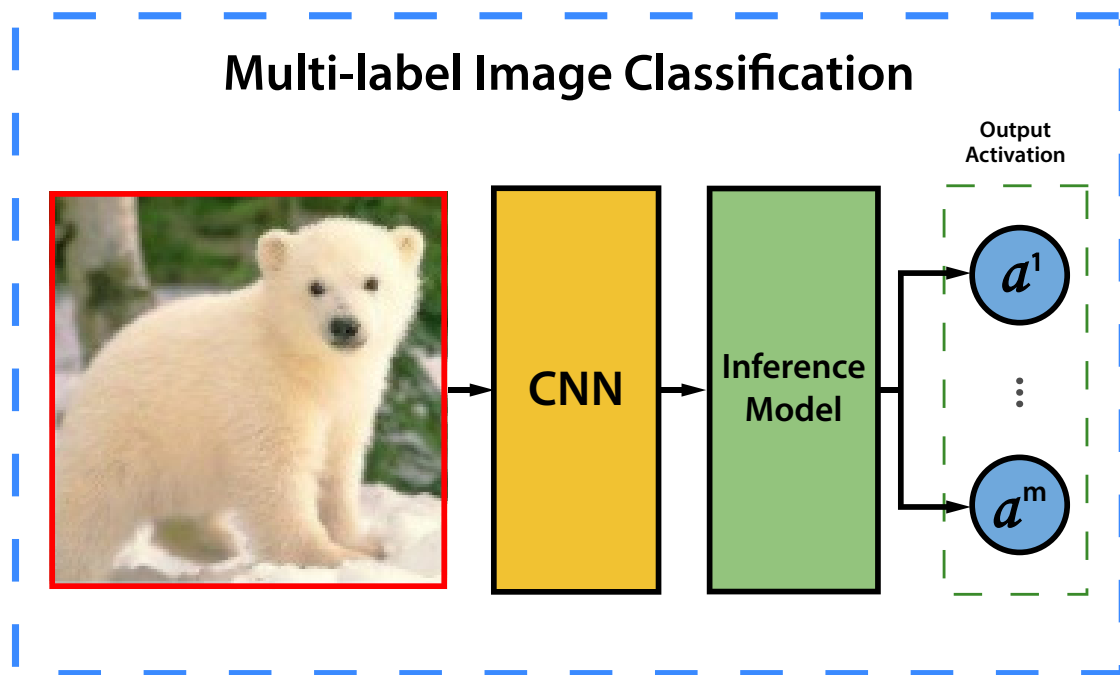 Multi-label Image Classification
Output
Activation
CNN
Inference
Model
a¹
⋮
aᵐ